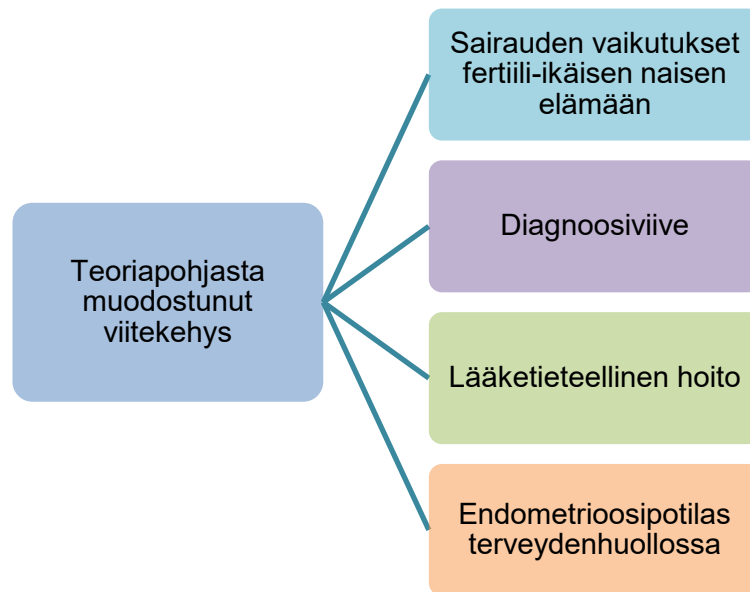 Sairauden vaikutukset
fertiili-ikäisen naisen
elämään
Diagnoosiviive
Teoriapohjasta
muodostunut
viitekehys
Lääketieteellinen hoito
Endometrioosipotilas
terveydenhuollossa